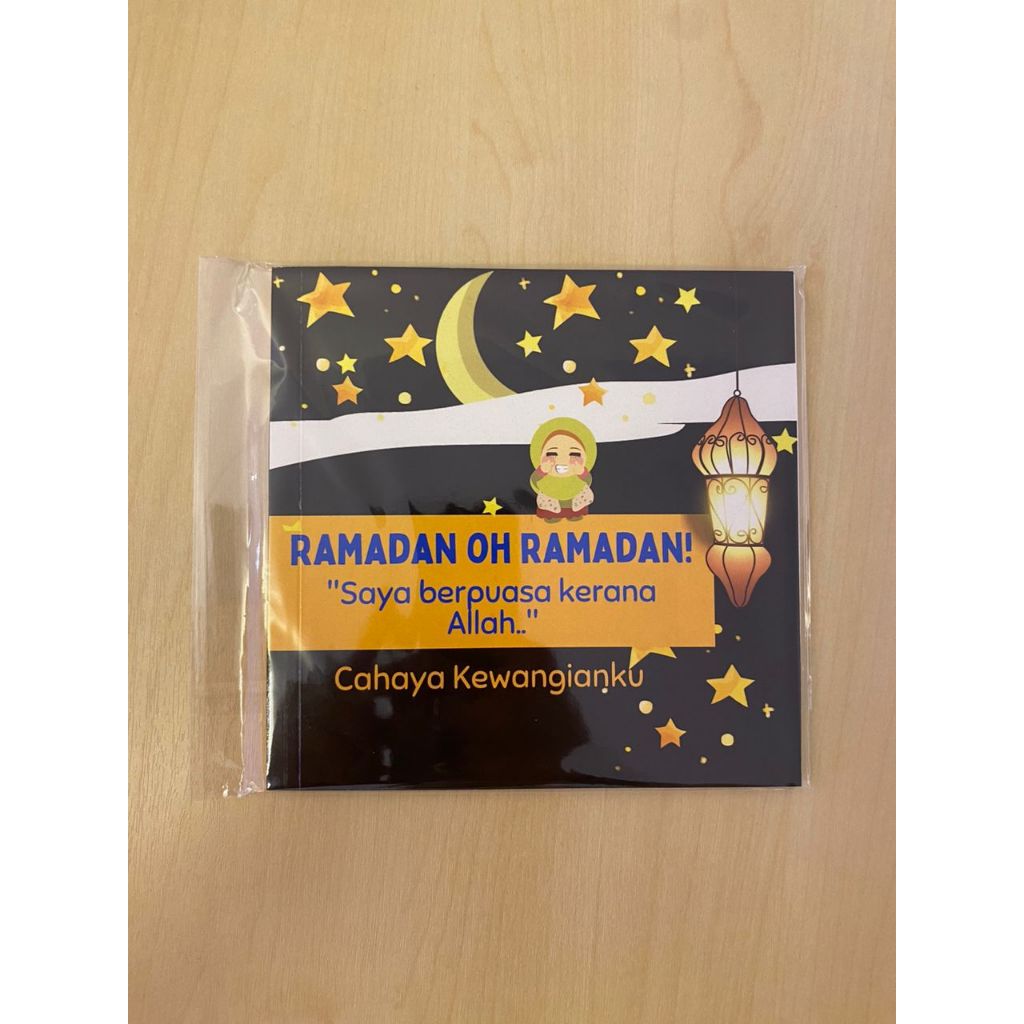 RAMADAN OH RAMADAN!
"Saya berpuasa kerana
Allah.."
Cahaya Kewangianku